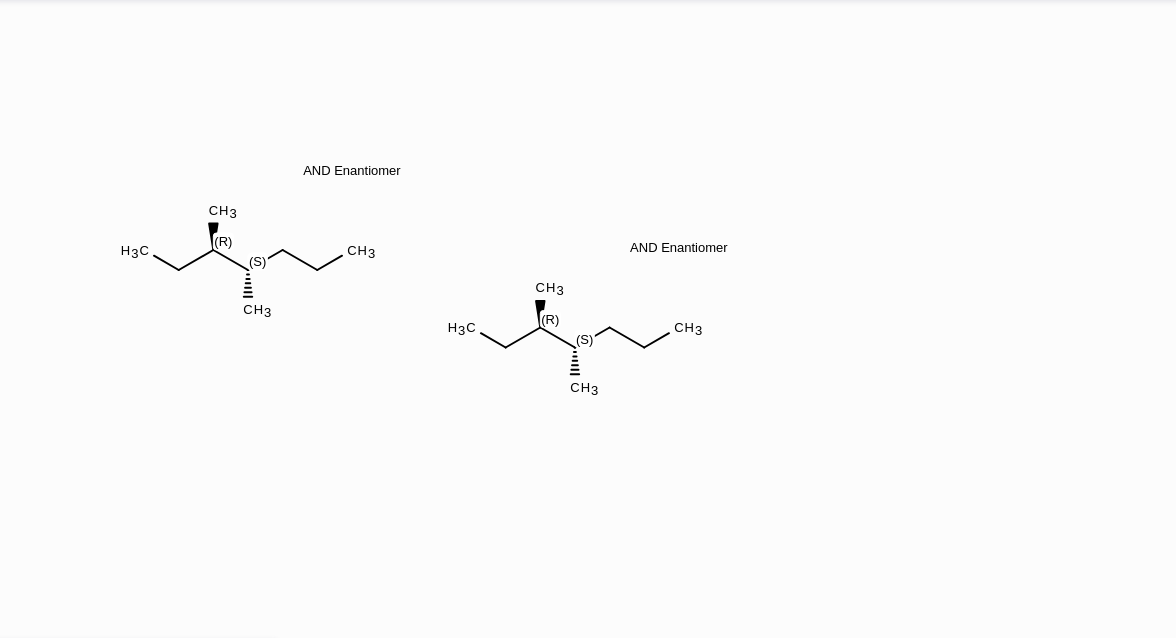 AND Enantiomer
CH3
(R)
H3C
CH3
(S)
CH3
AND Enantiomer
CH3
(R)
H3C
CH3
(S)
CH3